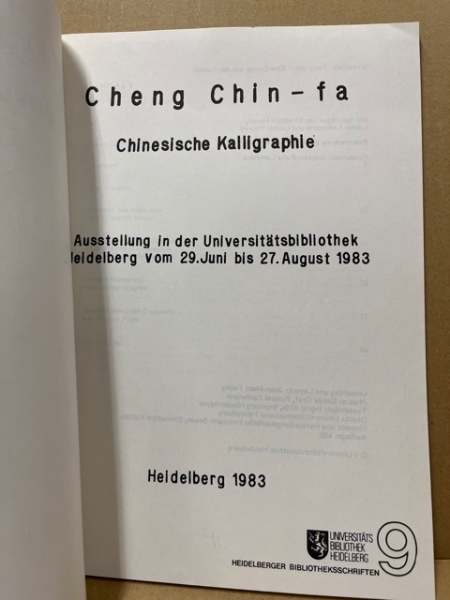 Cheng Chin-fa
Chinesische Kalligraphie
Ausstellung in der Universitätsbibliothek
Heidelberg vom 29. Juni bis 27. August 1983
Heidelberg 1983
UNIVERSITÄTS
BIBLIOTHEK
HEIDELBERG
9
HEIDELBERGER BIBLIOTHEKSSCHRIFTEN